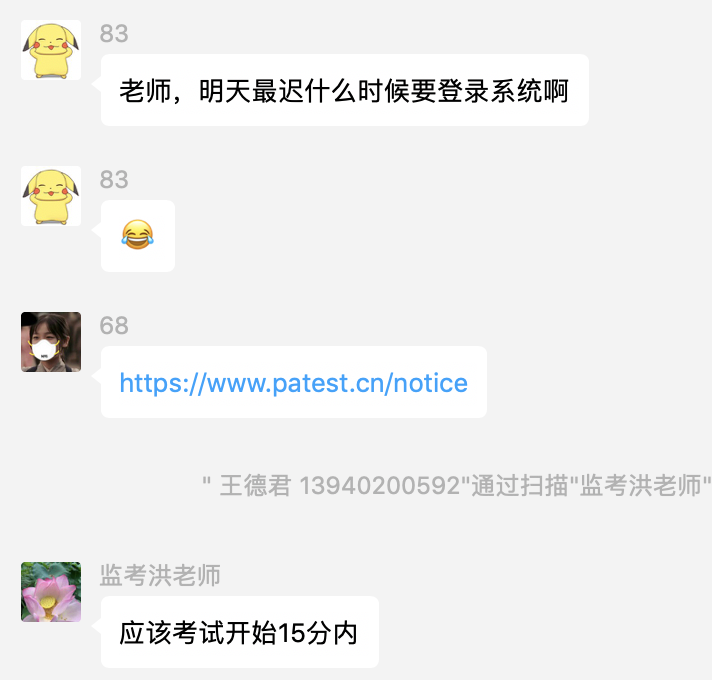 83
老师，明天最迟什么时候要登录系统啊
83
68
https://www.patest.cn/notice
" 王德君 13940200592"通过扫描"监考洪老师"
监考洪老师
应该考试开始15分内